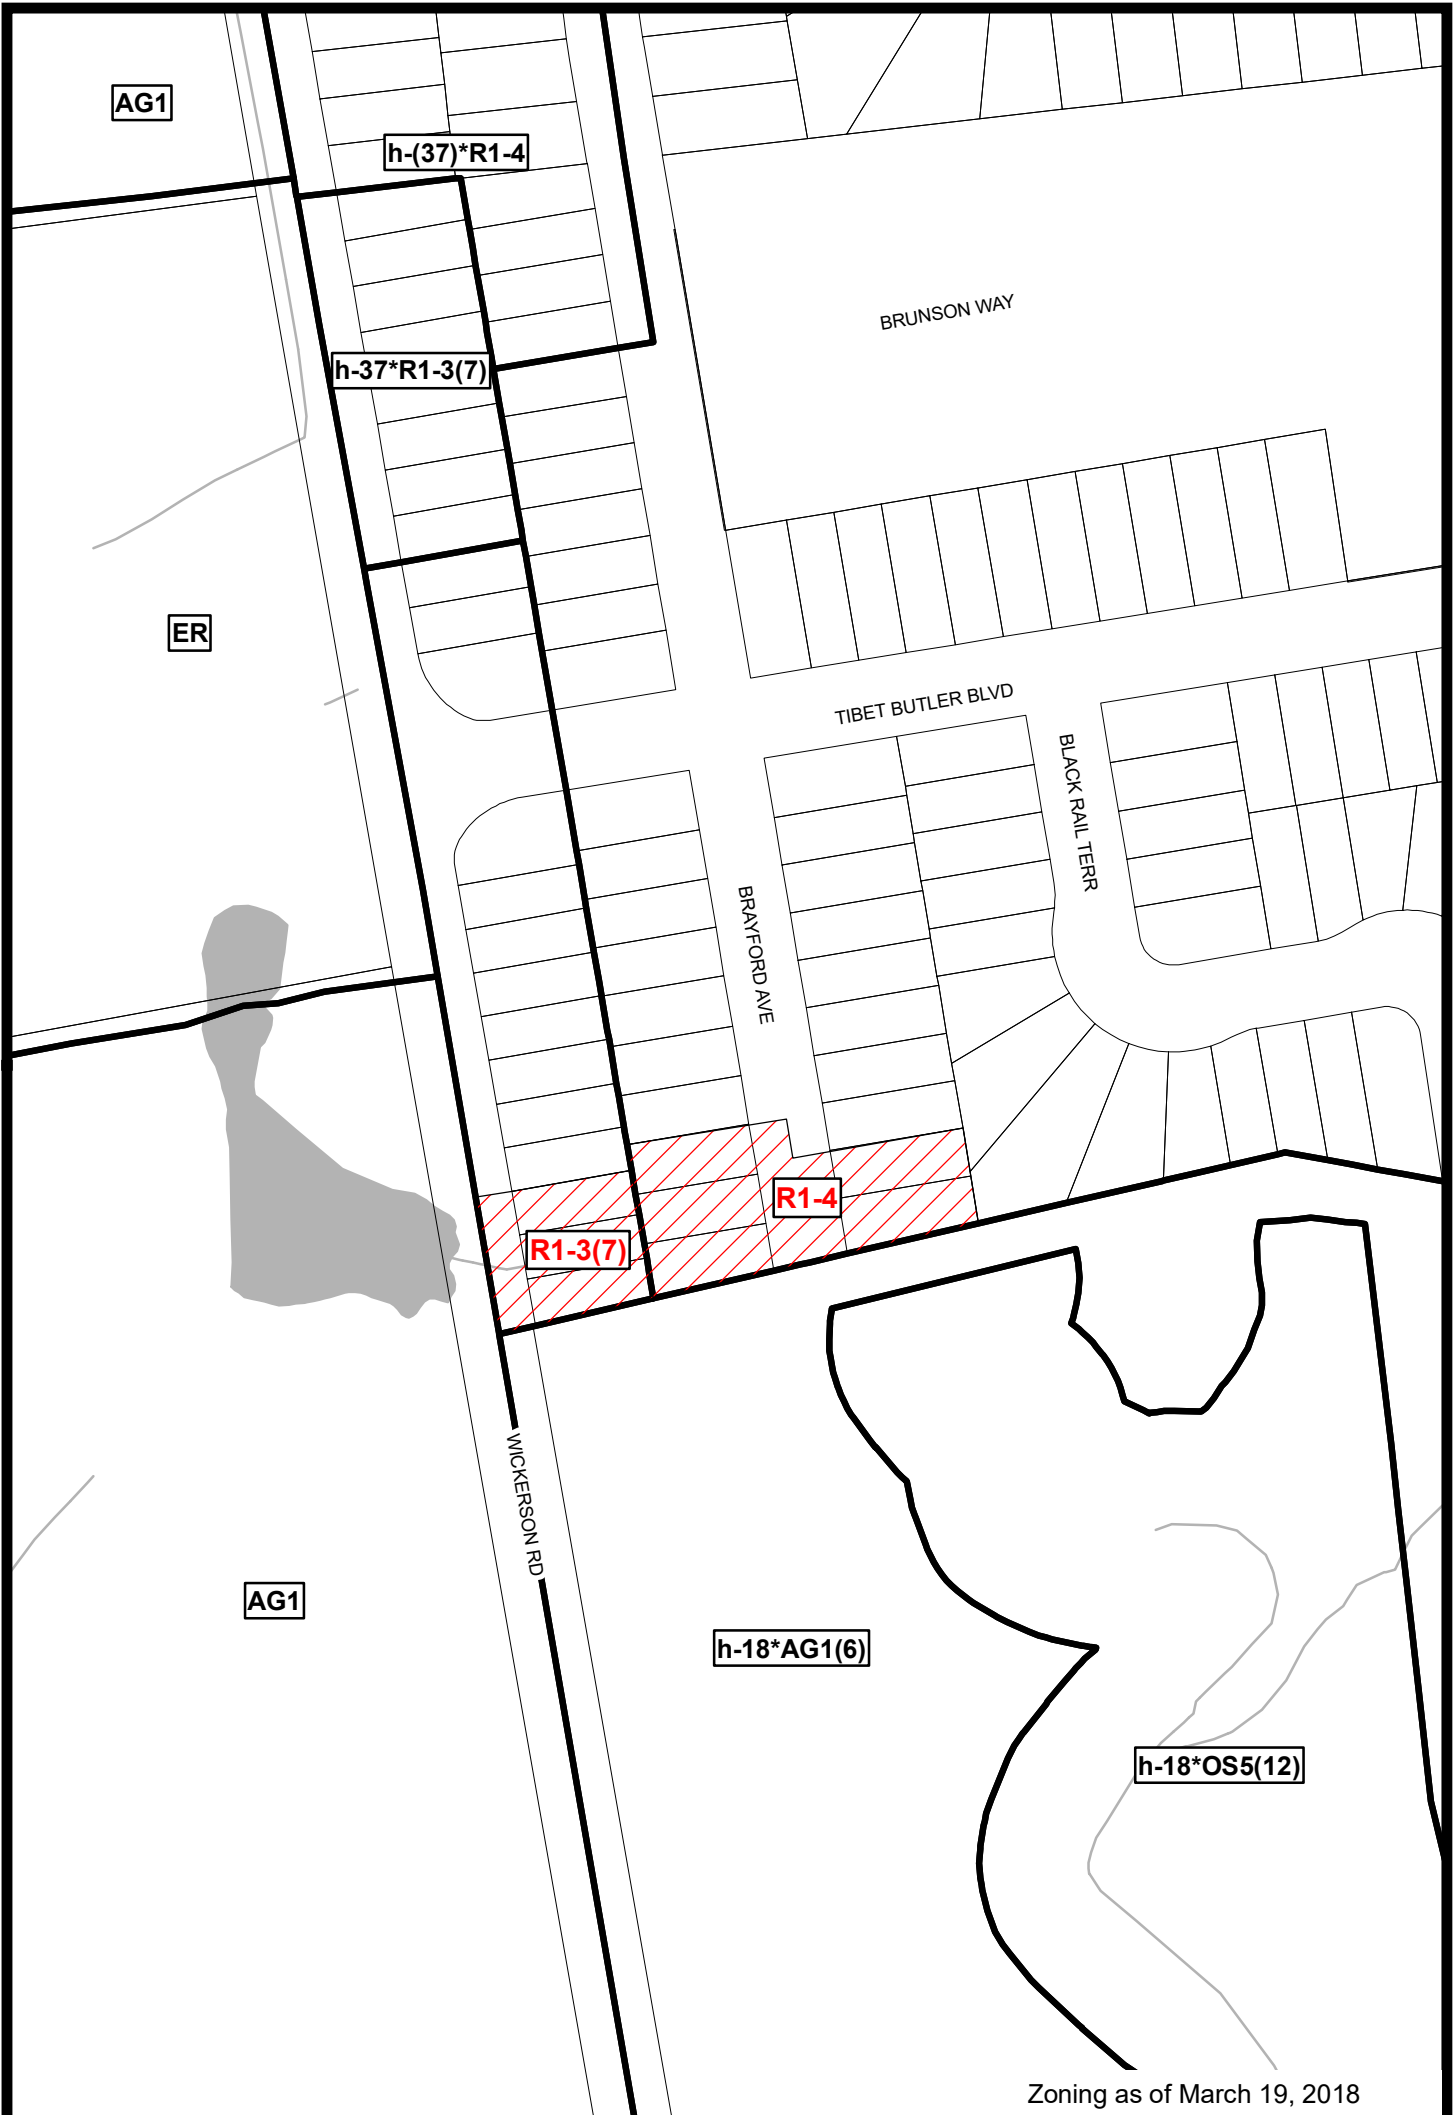 AG1
h-(37)*R1-4
BRUNSON WAY
h-37*R1-3(7)
ER
TIBET BUTLER BLVD
BLACK RAIL TERR
BRAYFORD AVE
R1-4
R1-3(7)
WICKERSON RD
AG1
h-18*AG1(6)
h-18*OS5(12)
Zoning as of March 19, 2018